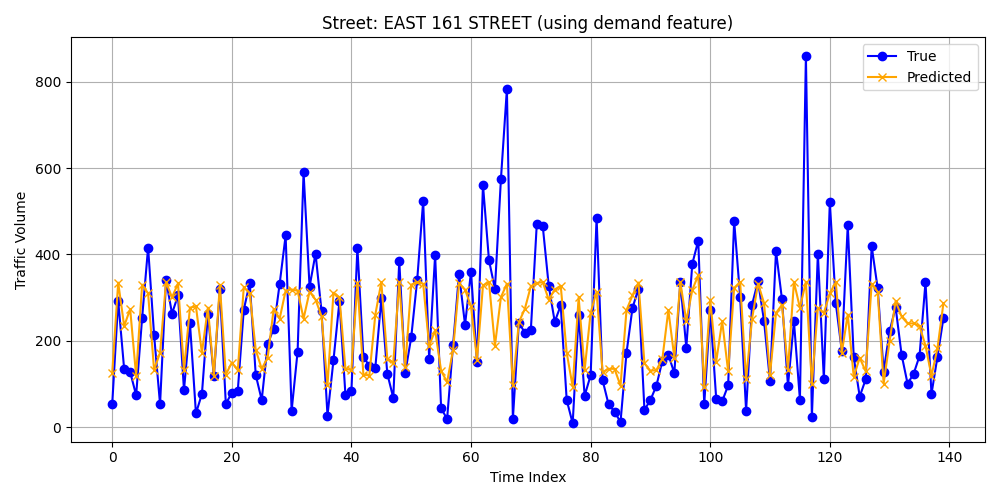 Street: EAST 161 STREET (using demand feature)
True
Predicted
Traffic Volume
800
600
400
200
0
0 20 40 60 80 100 120 140
Time Index